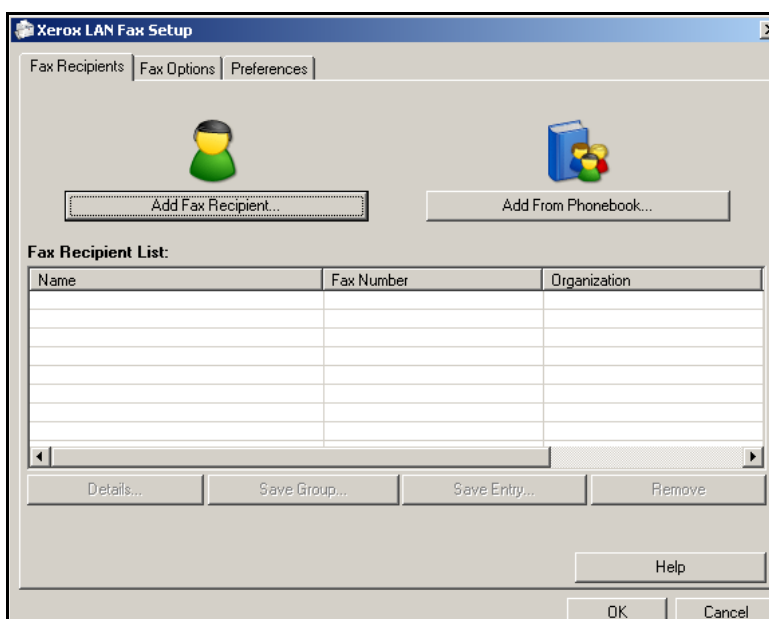 Xerox LAN Fax Setup
Fax Recipients Fax Options Preferences
Add Fax Recipient... Add From Phonebook...
Fax Recipient List:
Name Fax Number Organization
Details... Save Group... Save Entry... Remove
Help
OK Cancel